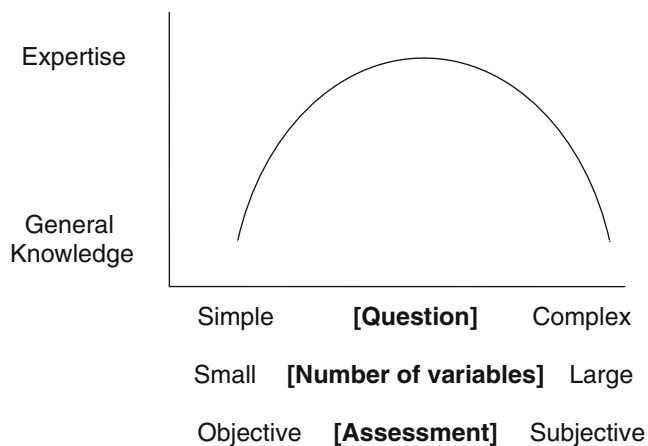 Expertise
General
Knowledge
Simple [Question] Complex
Small [Number of variables] Large
Objective [Assessment] Subjective